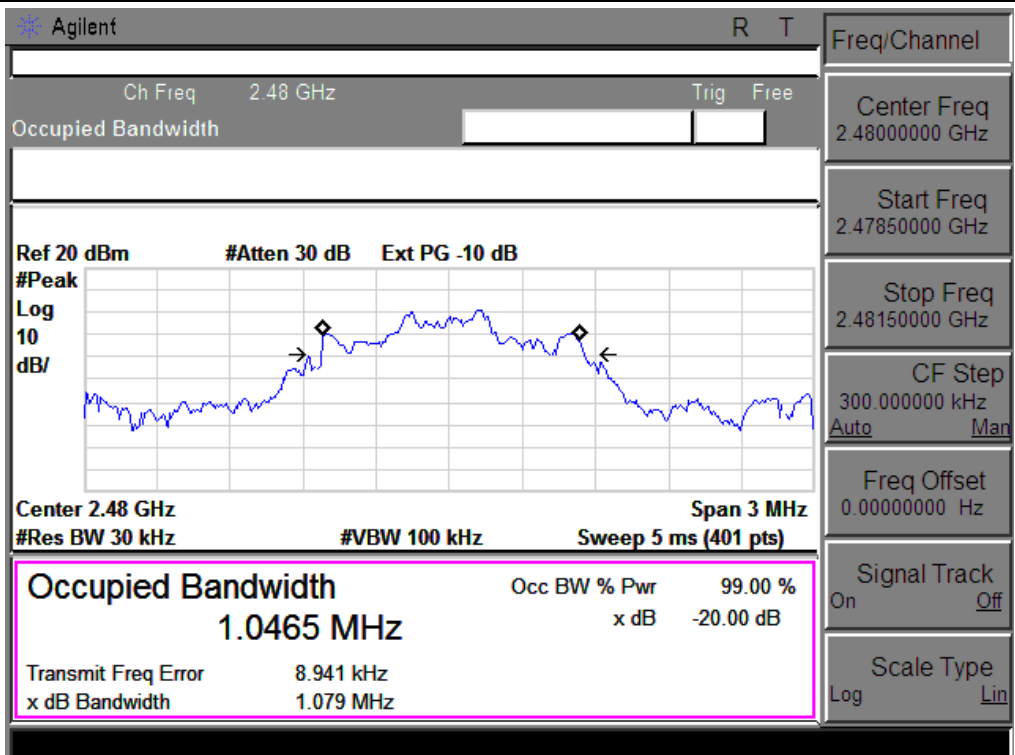 Agilent R T
Ch Freq 2.48 GHz Trig Free
Occupied Bandwidth
Ref 20 dBm #Atten 30 dB Ext PG -10 dB
#Peak
Log
10
dB/
Center 2.48 GHz Span 3 MHz
#Res BW 30 kHz #VBW 100 kHz Sweep 5 ms (401 pts)
Occupied Bandwidth Occ BW % Pwr 99.00 %
1.0465 MHz x dB -20.00 dB
Transmit Freq Error 8.941 kHz
x dB Bandwidth 1.079 MHz
Freq/Channel
Center Freq
2.48000000 GHz
Start Freq
2.47850000 GHz
Stop Freq
2.48150000 GHz
CF Step
300.000000 kHz
Auto Man
Freq Offset
0.00000000 Hz
Signal Track
On Off
Scale Type
Log Lin